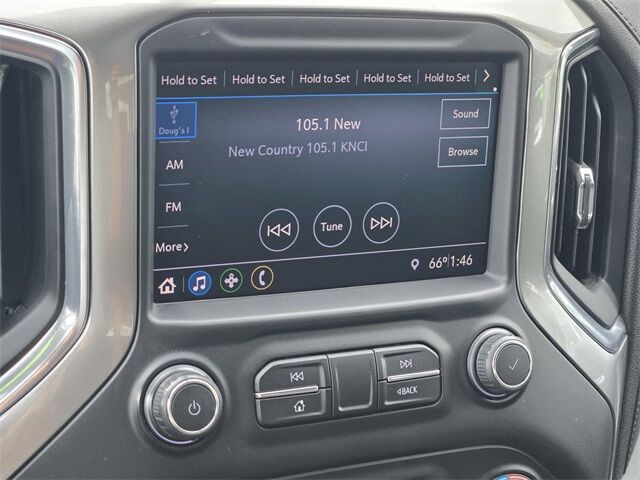 Hold to Set Hold to Set Hold to Set Hold to Set Hold to Set
Doug's I
105.1 New
Sound
New Country 105.1 KNCI
Browse
AM
FM
Tune
More
66° 1:46
BACK